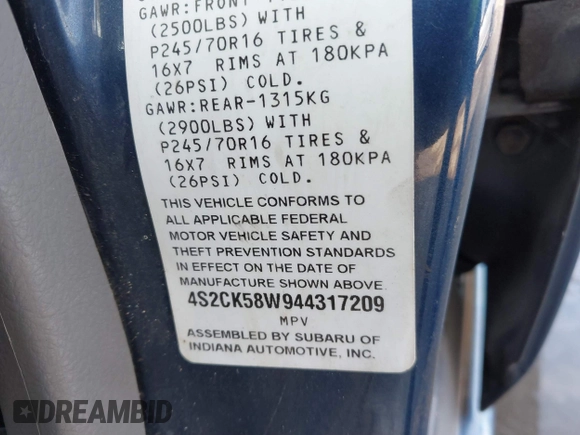 GAWR:FRONT
(2500LBS) WITH
P245/70R16 TIRES &
16X7 RIMS AT 180KPA
(26PSI) COLD.
GAWR:REAR-1315KG
(2900LBS) WITH
P245/70R16 TIRES &
16X7 RIMS AT 180KPA
(26PSI) COLD.
THIS VEHICLE CONFORMS TO
ALL APPLICABLE FEDERAL
MOTOR VEHICLE SAFETY AND
THEFT PREVENTION STANDARDS
IN EFFECT ON THE DATE OF
MANUFACTURE SHOWN ABOVE.
4S2CK58W944317209
MPV
ASSEMBLED BY SUBARU OF
INDIANA AUTOMOTIVE, INC.
DREAMBID